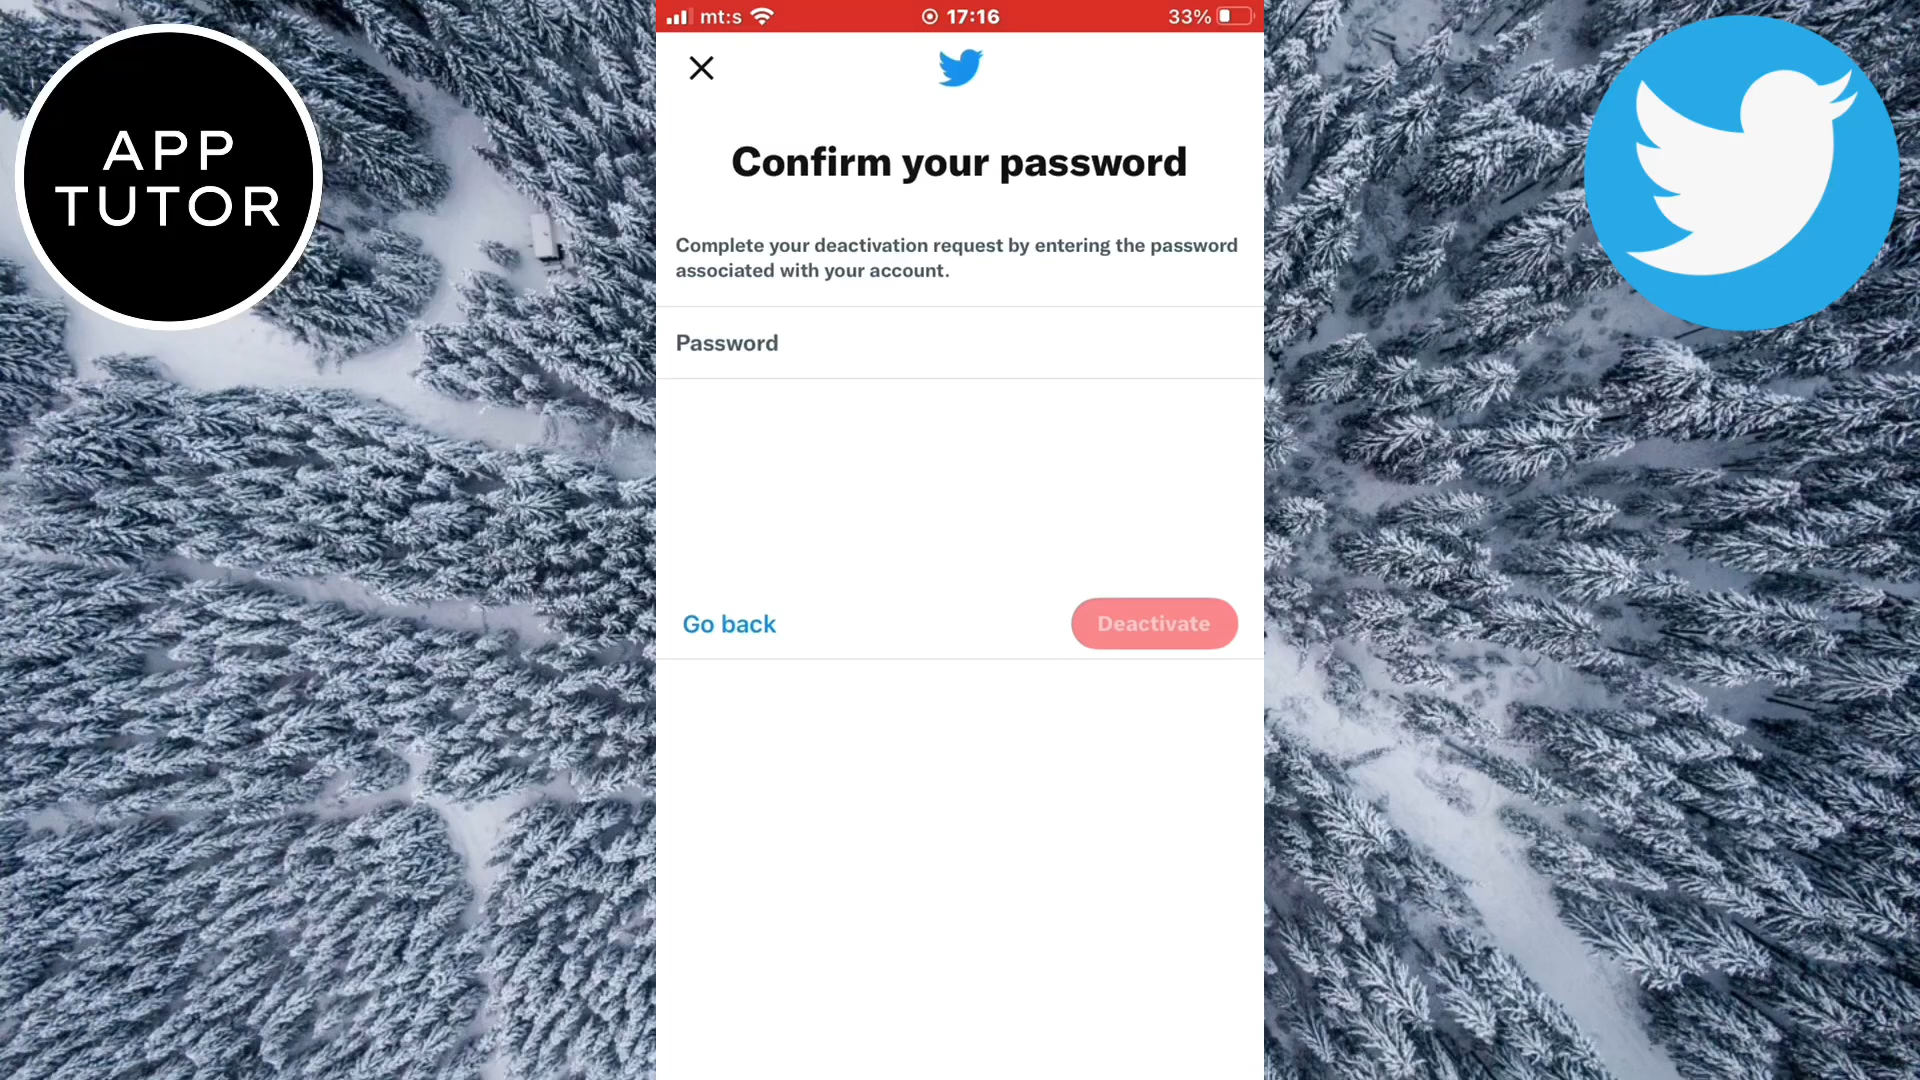 APP
TUTOR
mt:s
17:16
33%
Confirm your password
Complete your deactivation request by entering the password
associated with your account.
Password
Go back
Deactivate